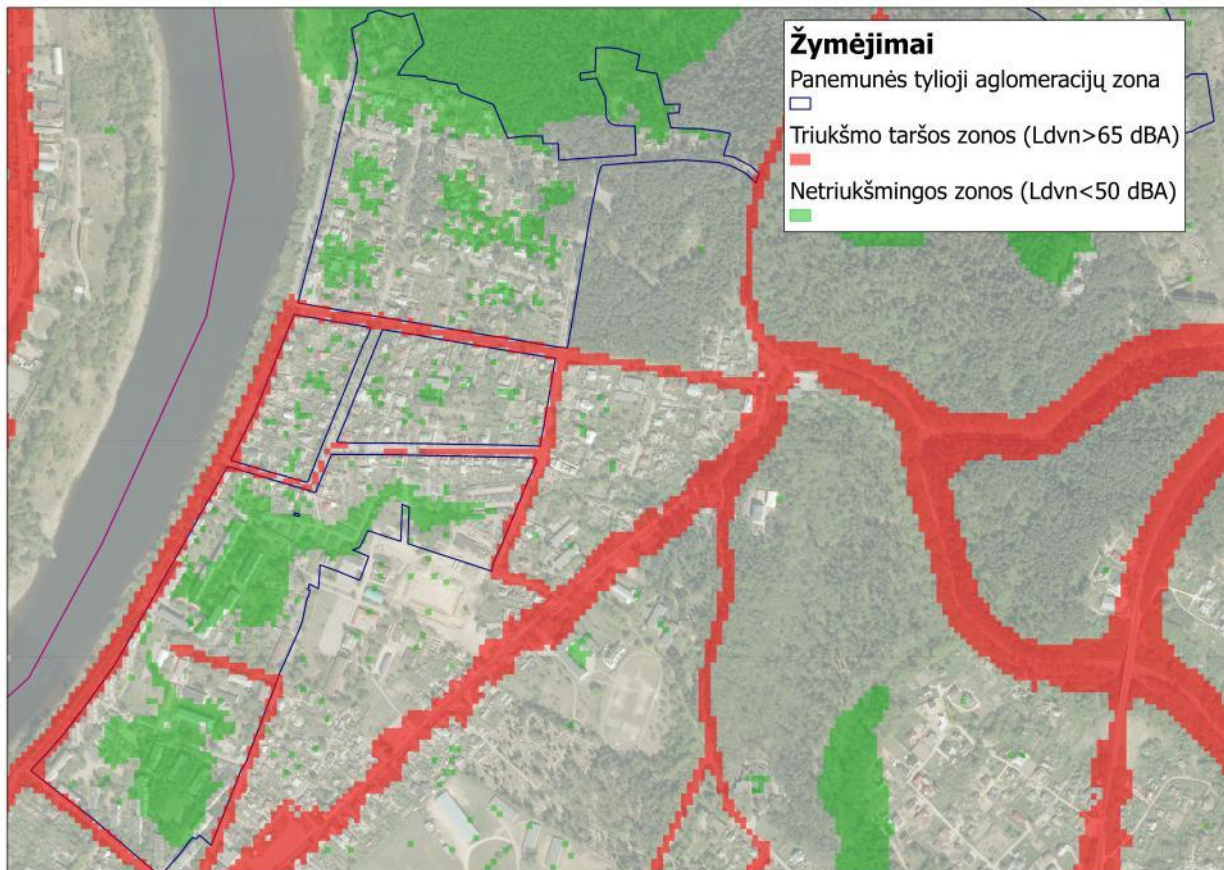 Žymėjimai
Panemunės tylioji aglomeracijų zona
Triukšmo taršos zonos (Ldvn>65 dBA)
Netriukšmingos zonos (Ldvn<50 dBA)